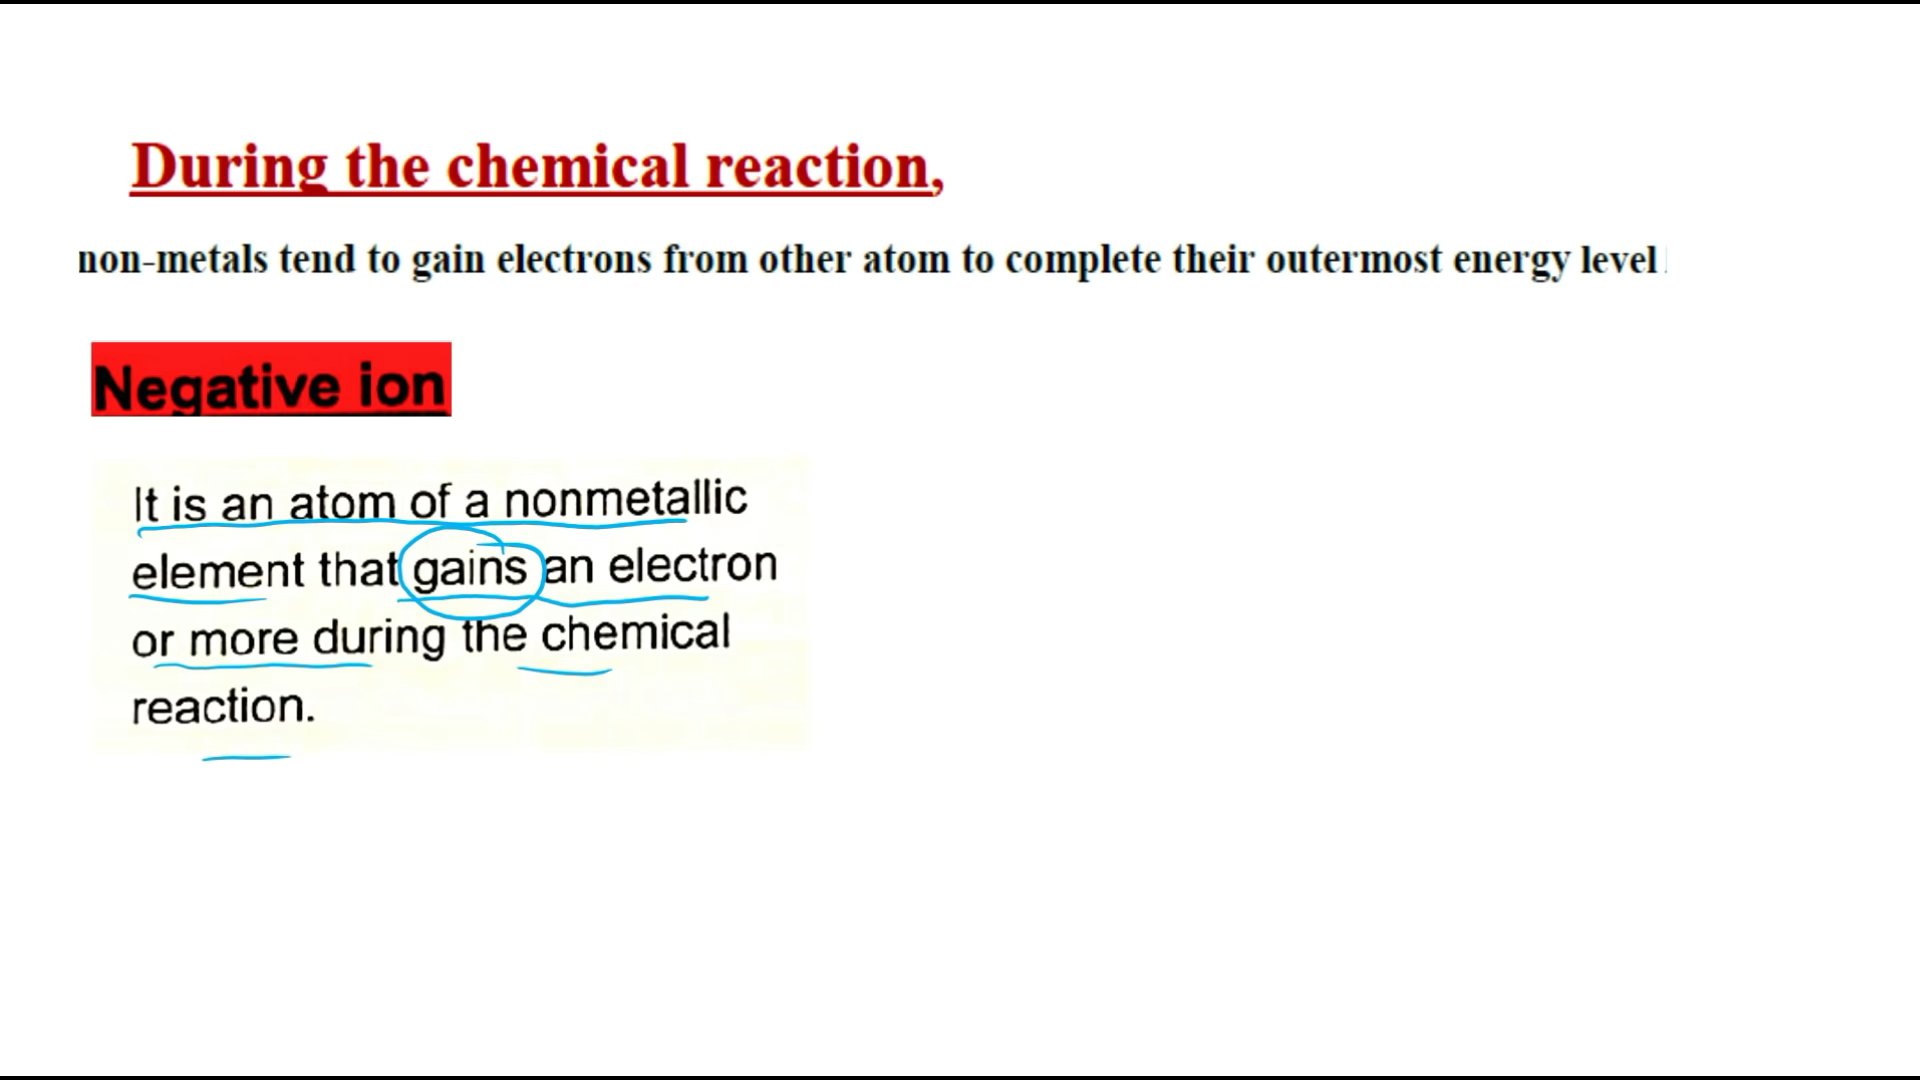 During the chemical reaction,
non-metals tend to gain electrons from other atom to complete their outermost energy level
Negative ion
It is an atom of a nonmetallic
element that gains an electron
or more during the chemical
reaction.